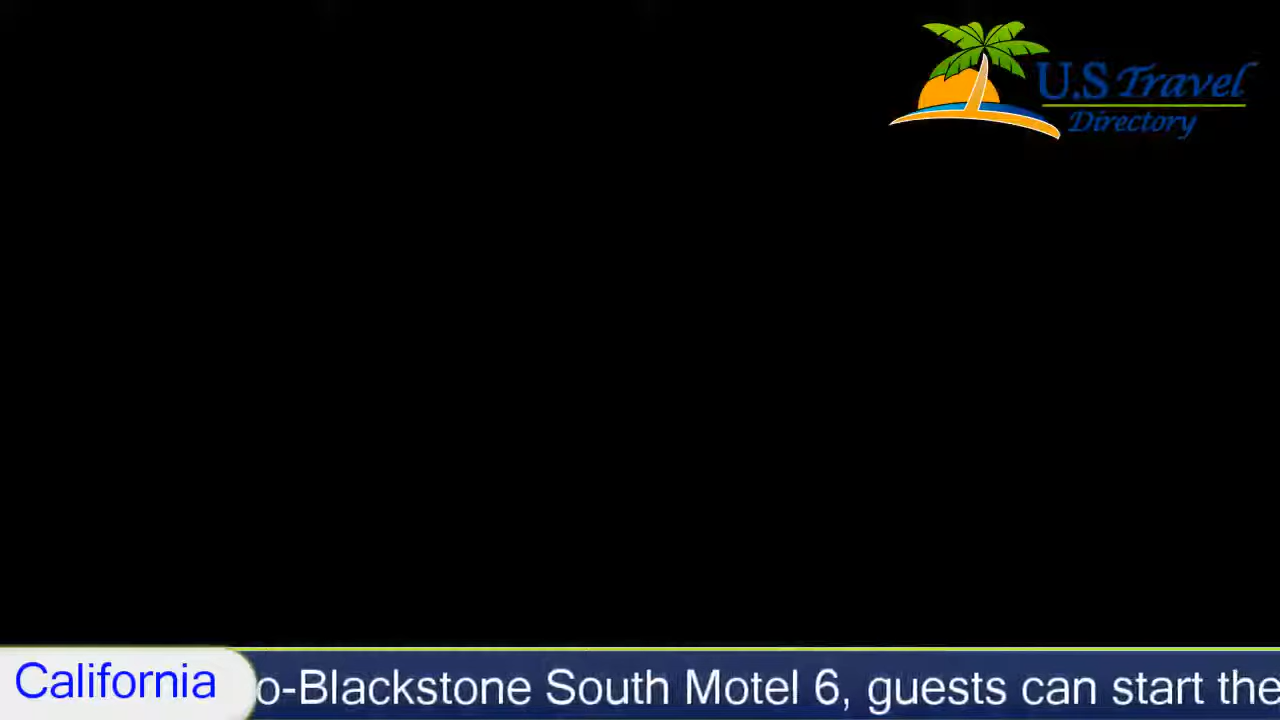 U.S Travel
Directory
California
o-Blackstone South Motel 6, guests can start the